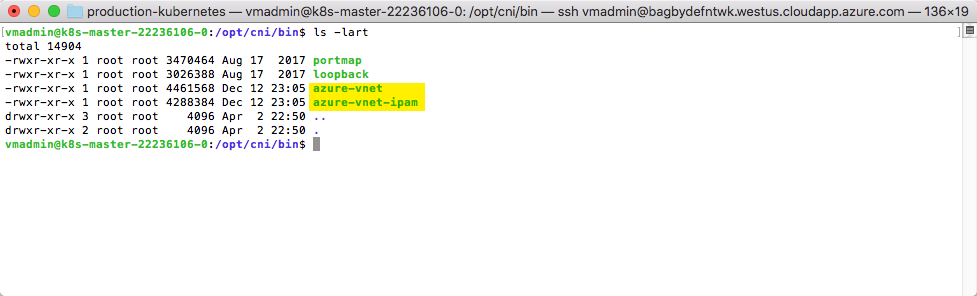 production-kubernetes — vmadmin@k8s-master-22236106-0: /opt/cni/bin — ssh vmadmin@bagbydefntwk.westus.cloudapp.azure.com — 136×19
[vmadmin@k8s-master-22236106-0:/opt/cni/bin$ ls -lart
total 14904
-rwxr-xr-x 1 root root 3470464 Aug 17  2017 portmap
-rwxr-xr-x 1 root root 3026388 Aug 17  2017 loopback
-rwxr-xr-x 1 root root 4461568 Dec 12 23:05 azure-vnet
-rwxr-xr-x 1 root root 4288384 Dec 12 23:05 azure-vnet-ipam
drwxr-xr-x 3 root root    4096 Apr  2 22:50 ..
drwxr-xr-x 2 root root    4096 Apr  2 22:50 .
vmadmin@k8s-master-22236106-0:/opt/cni/bin$